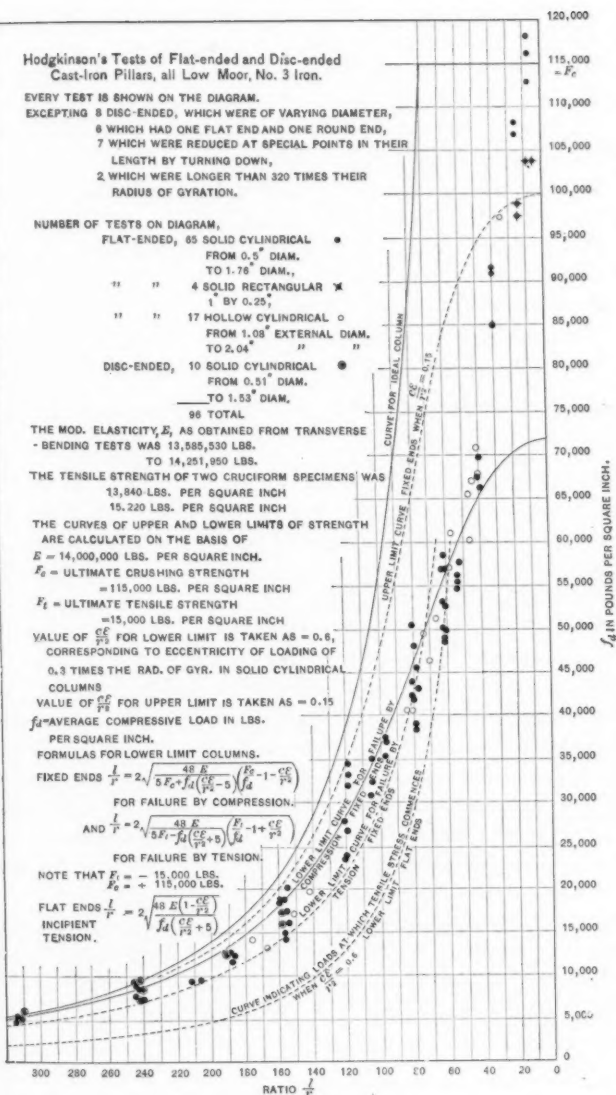 Hodgkinson's Tests of Flat-ended and Disc-ended
Cast-Iron Pillars, all Low Moor, No. 3 Iron.
EVERY TEST IS SHOWN ON THE DIAGRAM.
EXCEPTING 8 DISC-ENDED, WHICH WERE OF VARYING DIAMETER,
6 WHICH HAD ONE FLAT END AND ONE ROUND END,
7 WHICH WERE REDUCED AT SPECIAL POINTS IN THEIR
LENGTH BY TURNING DOWN,
2 WHICH WERE LONGER THAN 320 TIMES THEIR
RADIUS OF GYRATION.
NUMBER OF TESTS ON DIAGRAM,
FLAT-ENDED, 65 SOLID CYLINDRICAL
FROM 0.5" DIAM.
TO 1.76" DIAM.,
" " 4 SOLID RECTANGULAR
1" BY 0.25",
" " 17 HOLLOW CYLINDRICAL
FROM 1.08" EXTERNAL DIAM.
TO 2.04" " "
DISC-ENDED, 10 SOLID CYLINDRICAL
FROM 0.51" DIAM.
TO 1.53" DIAM.
96 TOTAL
THE MOD. ELASTICITY, E, AS OBTAINED FROM TRANSVERSE
-BENDING TESTS WAS 13,585,530 LBS.
TO 14,251,950 LBS.
THE TENSILE STRENGTH OF TWO CRUCIFORM SPECIMENS WAS
13,840 LBS. PER SQUARE INCH
15.220 LBS. PER SQUARE INCH
THE CURVES OF UPPER AND LOWER LIMITS OF STRENGTH
ARE CALCULATED ON THE BASIS OF
E = 14,000,000 LBS. PER SQUARE INCH.
Fc = ULTIMATE CRUSHING STRENGTH
=115,000 LBS. PER SQUARE INCH
Ft = ULTIMATE TENSILE STRENGTH
=15,000 LBS. PER SQUARE INCH
VALUE OF cε/r² FOR LOWER LIMIT IS TAKEN AS = 0.6,
CORRESPONDING TO ECCENTRICITY OF LOADING OF
0.3 TIMES THE RAD. OF GYR. IN SOLID CYLINDRICAL
COLUMNS
VALUE OF cε/r² FOR UPPER LIMIT IS TAKEN AS = 0.15
fd=AVERAGE COMPRESSIVE LOAD IN LBS.
PER SQUARE INCH.
FORMULAS FOR LOWER LIMIT COLUMNS.
FIXED ENDS l/r = 2√(48 E/(5Fc+fd(cε/r²-5))(Fc/fd-1-cε/r²))
FOR FAILURE BY COMPRESSION.
AND l/r = 2√(48 E/(5Ft-fd(cε/r²+5))(Ft/fd-1+cε/r²))
FOR FAILURE BY TENSION.
NOTE THAT Ft = - 15,000 LBS.
Fc = + 115,000 LBS.
FLAT ENDS l/r = 2√(48 E(1-cε/r²)/fd(cε/r²+5))
INCIPIENT
TENSION.
CURVE FOR IDEAL COLUMN
UPPER LIMIT CURVE FIXED ENDS WHEN cε/r² = 0.15
LOWER LIMIT CURVE FOR FAILURE BY
COMPRESSION FIXED ENDS
LOWER LIMIT CURVE FOR FAILURE BY
TENSION FIXED ENDS
CURVE INDICATING LOADS AT WHICH TENSILE STRESS COMMENCES
WHEN cε/r² = 0.6 LOWER LIMIT FLAT ENDS
120,000
115,000
= Fc
110,000
105,000
100,000
95,000
90,000
85,000
80,000
75,000
70,000
65,000
60,000
55,000
50,000
45,000
40,000
35,000
30,000
25,000
20,000
15,000
10,000
5,000
0
fd IN POUNDS PER SQUARE INCH.
300 280 260 240 220 200 180 160 140 120 100 80 60 40 20 0
RATIO l/r